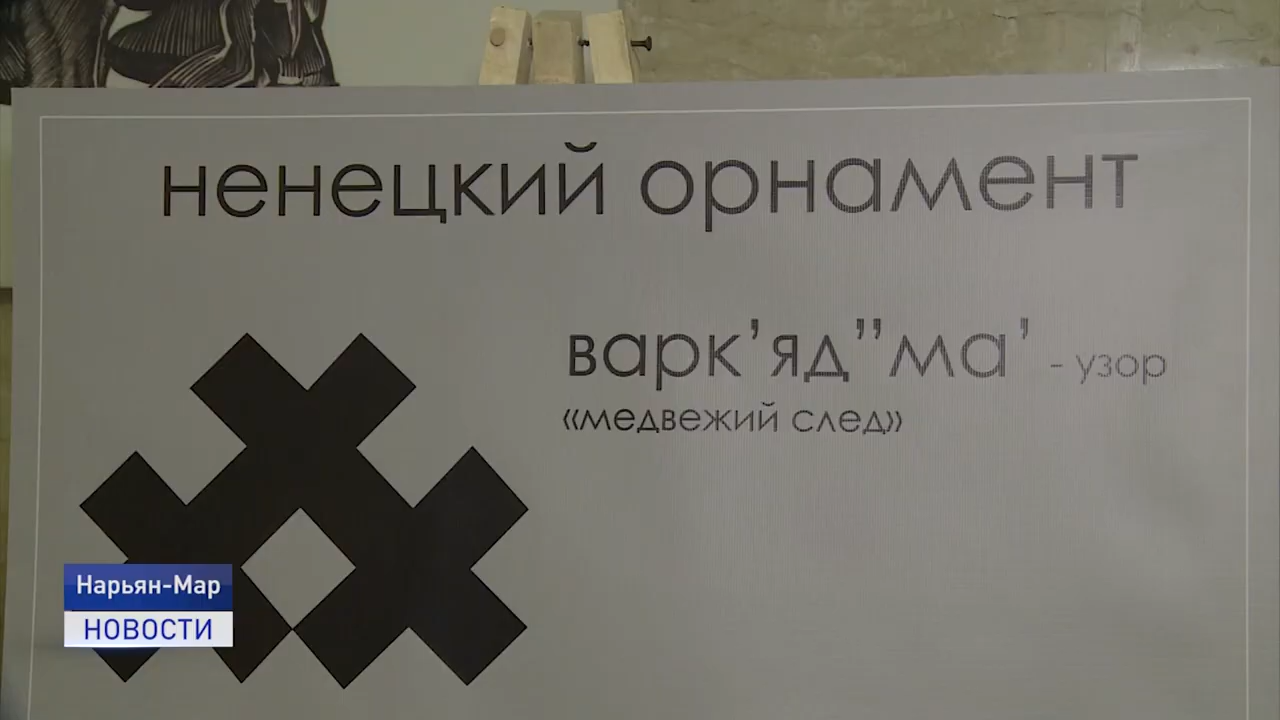 ненецкий орнамент
варк’яд’’ма’ - узор
«медвежий след»
Нарьян-Мар
НОВОСТИ